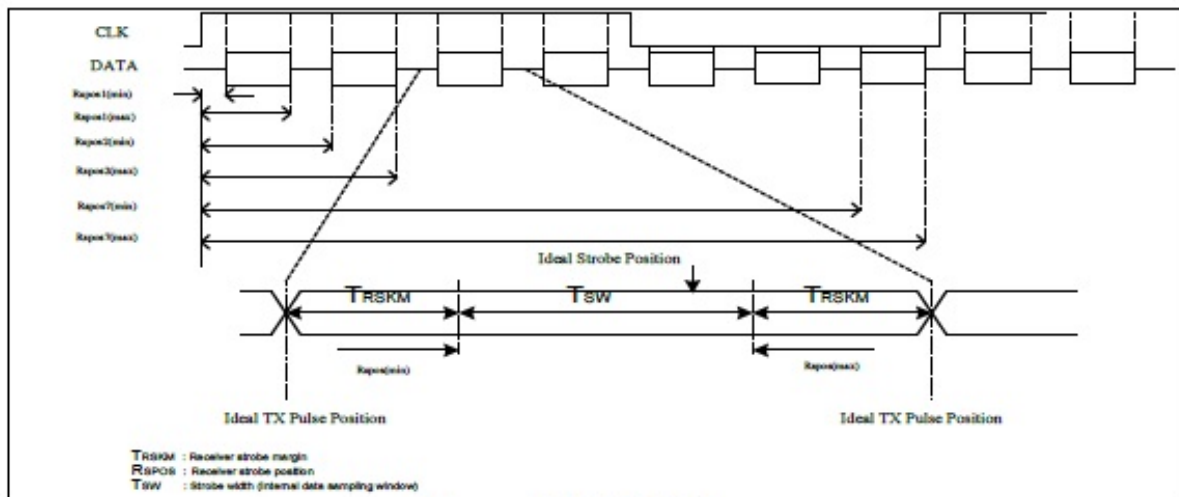 CLK
DATA
Rspos1(min)
Rspos1(max)
Rspos2(min)
Rspos2(max)
Rspos7(min)
Rspos7(max)
Ideal Strobe Position
TRSKM TSW TRSKM
Rspos(min) Rspos(max)
Ideal TX Pulse Position Ideal TX Pulse Position
TRSKM : Receiver strobe margin
RSPOS : Receiver strobe position
TSW : Strobe width (Internal data sampling window)